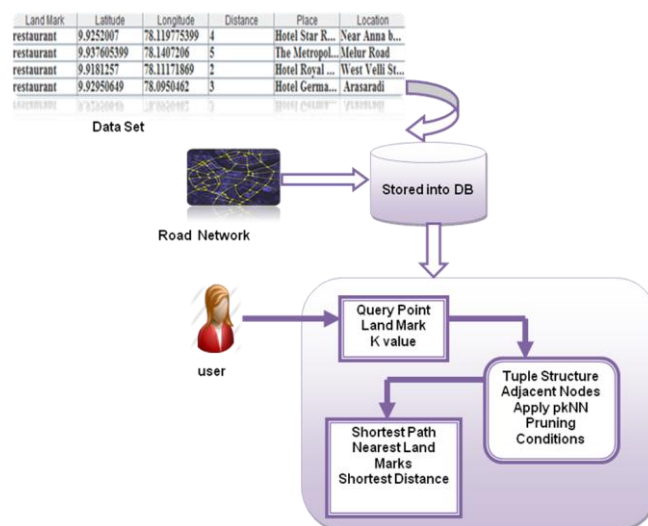 Land Mark Latitude Longitude Distance Place Location
restaurant 9.9252007 78.119775399 4 Hotel Star R... Near Anna b...
restaurant 9.937605399 78.1407206 5 The Metropol... Melur Road
restaurant 9.9181257 78.11171869 2 Hotel Royal ... West Velli St...
restaurant 9.92950649 78.0950462 3 Hotel Germa... Arasaradi
Data Set
Stored into DB
Road Network
Query Point
Land Mark
K value
user
Tuple Structure
Adjacent Nodes
Apply pkNN
Pruning
Conditions
Shortest Path
Nearest Land
Marks
Shortest Distance